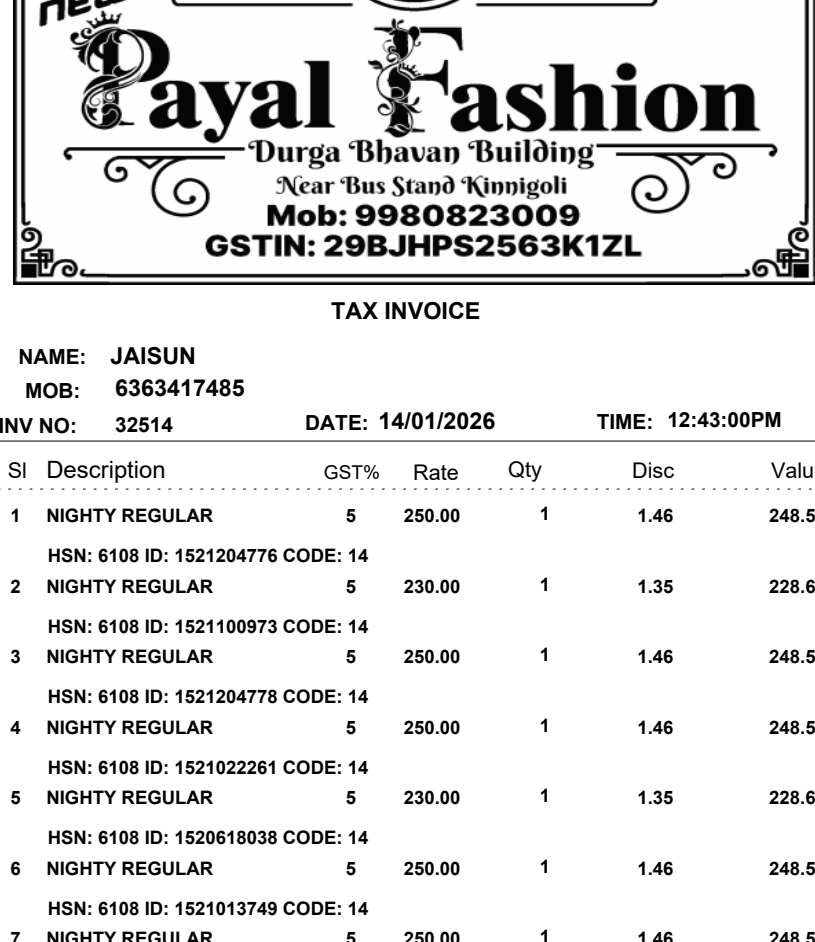 Payal Fashion
Durga Bhavan Building
Near Bus Stand Kinnigoli
Mob: 9980823009
GSTIN: 29BJHPS2563K1ZL
TAX INVOICE
NAME: JAISUN
MOB: 6363417485
INV NO: 32514 DATE: 14/01/2026 TIME: 12:43:00PM
Sl Description GST% Rate Qty Disc Valu
1 NIGHTY REGULAR 5 250.00 1 1.46 248.5
HSN: 6108 ID: 1521204776 CODE: 14
2 NIGHTY REGULAR 5 230.00 1 1.35 228.6
HSN: 6108 ID: 1521100973 CODE: 14
3 NIGHTY REGULAR 5 250.00 1 1.46 248.5
HSN: 6108 ID: 1521204778 CODE: 14
4 NIGHTY REGULAR 5 250.00 1 1.46 248.5
HSN: 6108 ID: 1521022261 CODE: 14
5 NIGHTY REGULAR 5 230.00 1 1.35 228.6
HSN: 6108 ID: 1520618038 CODE: 14
6 NIGHTY REGULAR 5 250.00 1 1.46 248.5
HSN: 6108 ID: 1521013749 CODE: 14
7 NIGHTY REGULAR 5 250.00 1 1.46 248.5